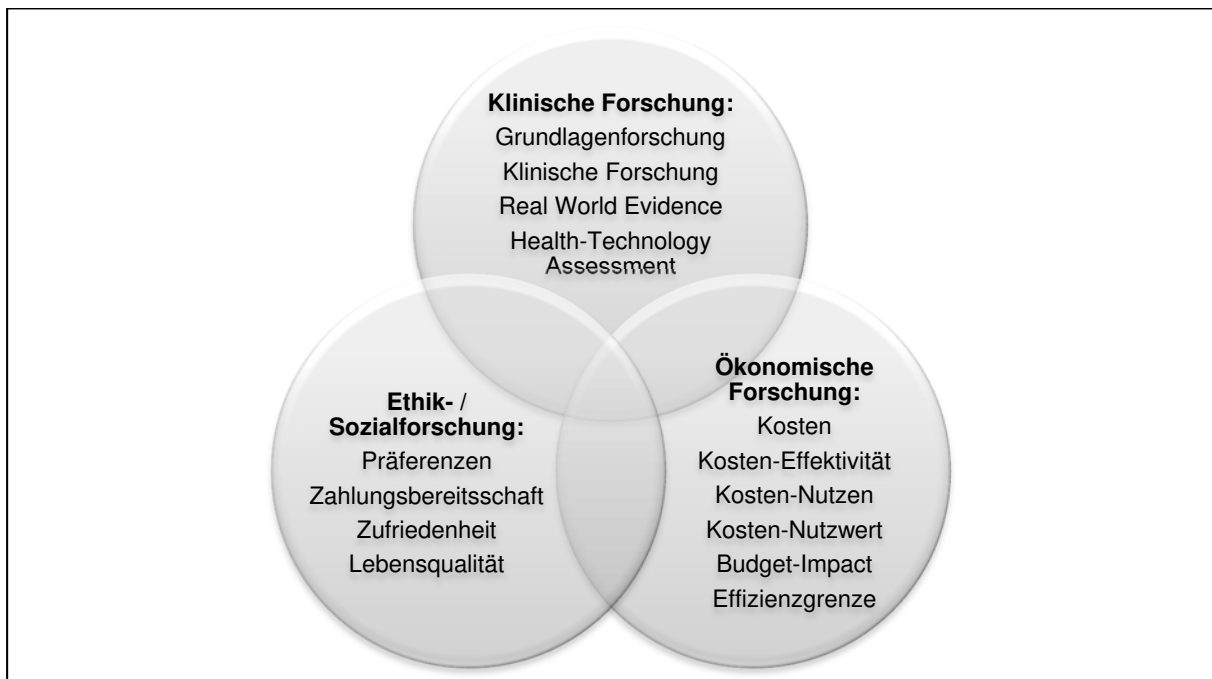 Klinische Forschung:
Grundlagenforschung
Klinische Forschung
Real World Evidence
Health-Technology
Assessment
Ethik- /
Sozialforschung:
Präferenzen
Zahlungsbereitsschaft
Zufriedenheit
Lebensqualität
Ökonomische
Forschung:
Kosten
Kosten-Effektivität
Kosten-Nutzen
Kosten-Nutzwert
Budget-Impact
Effizienzgrenze